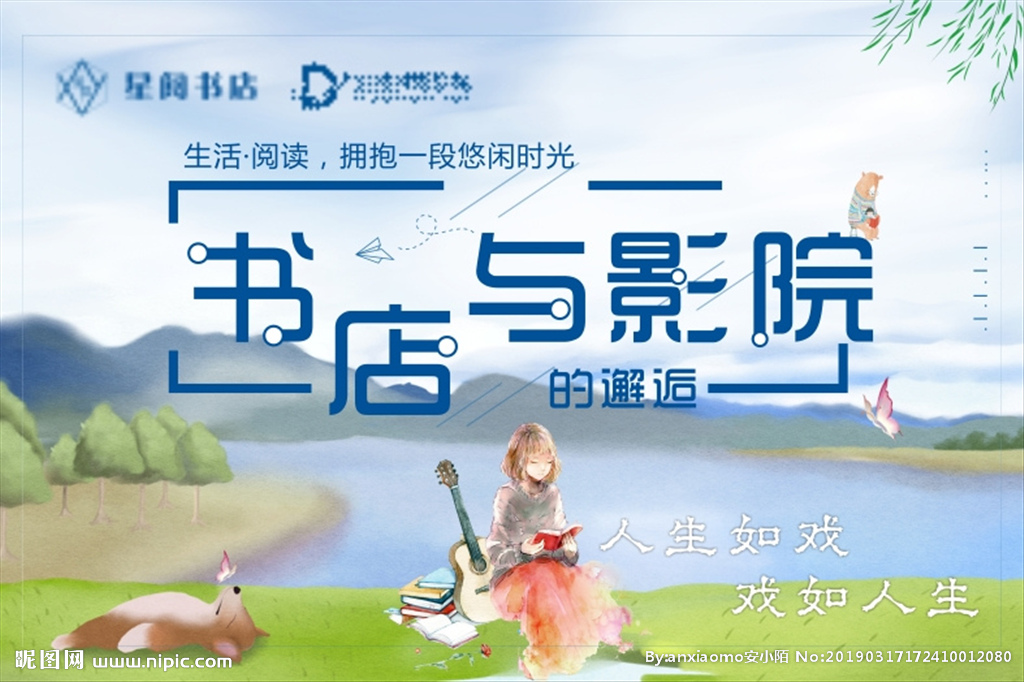 星阅书店
生活·阅读，拥抱一段悠闲时光
书店与影院
的邂逅
人生如戏
戏如人生
昵图网 www.nipic.com
By:anxiaomo安小陌 No:20190317172410012080